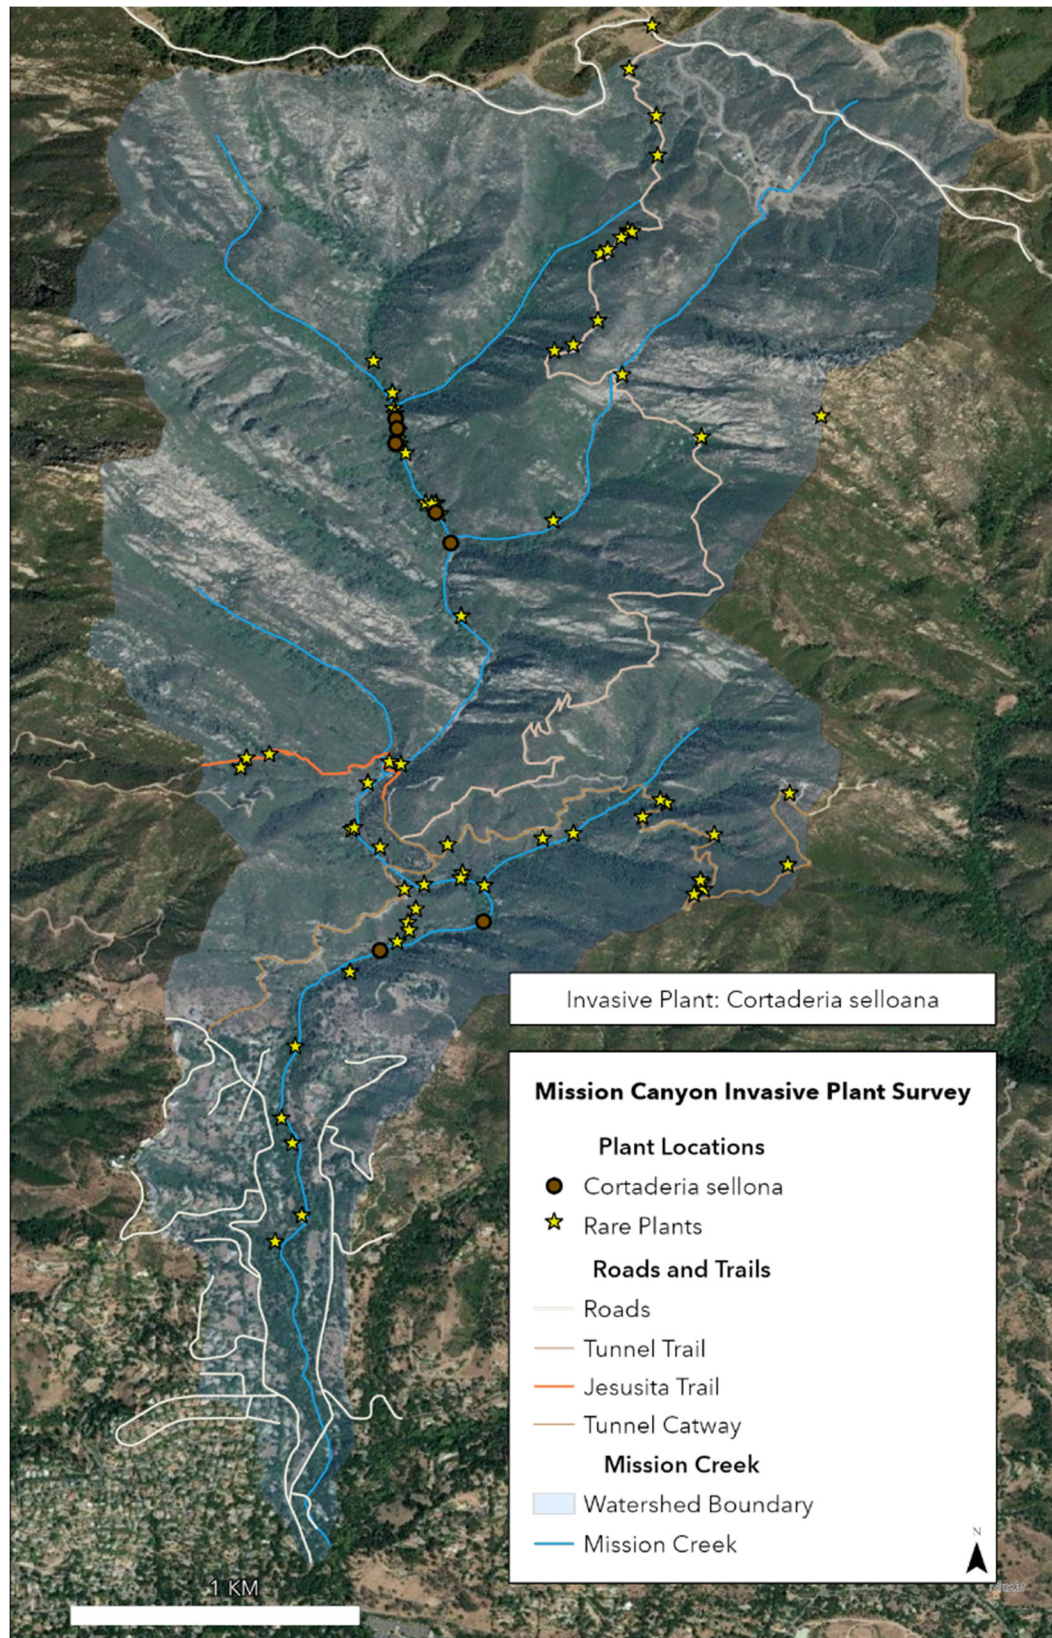 Invasive Plant: Cortaderia selloana
Mission Canyon Invasive Plant Survey
Plant Locations
Cortaderia sellona
Rare Plants
Roads and Trails
Roads
Tunnel Trail
Jesusita Trail
Tunnel Catway
Mission Creek
Watershed Boundary
Mission Creek
N
1 KM